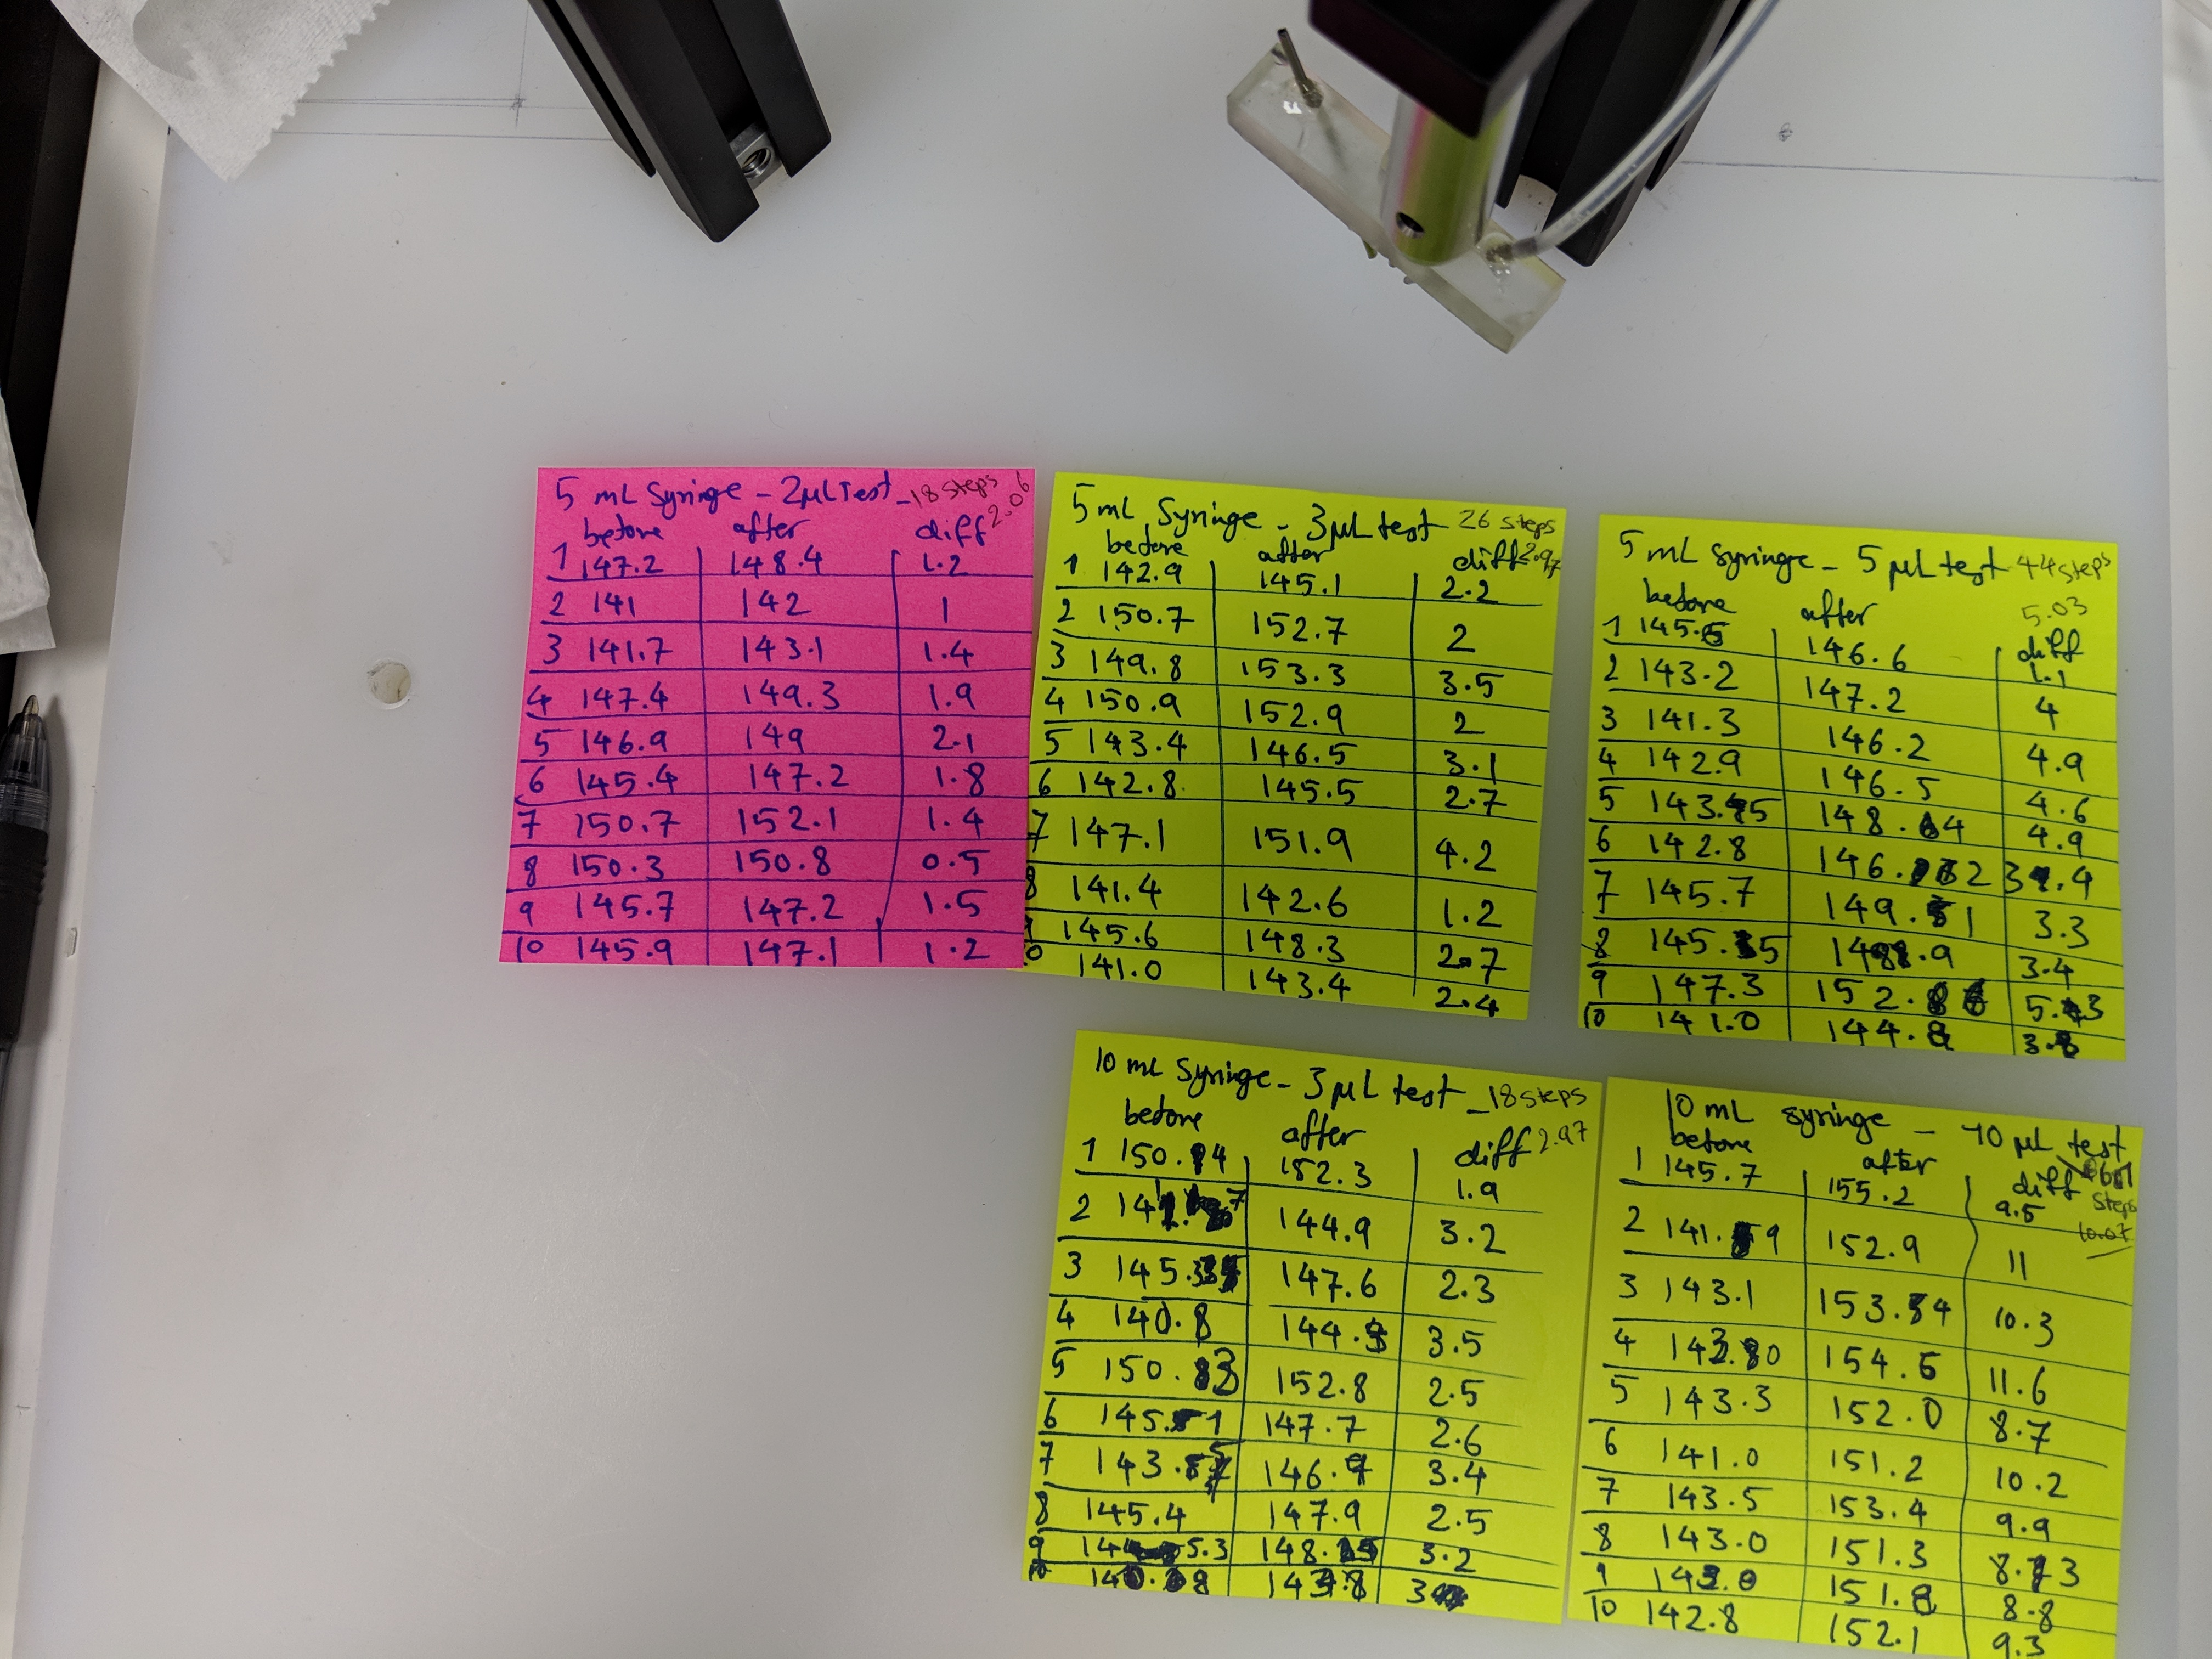 5 mL Syringe - 2µL Test - 18 steps
2.06
before after diff
1 147.2 148.4 1.2
2 141 142 1
3 141.7 143.1 1.4
4 147.4 149.3 1.9
5 146.9 149 2.1
6 145.4 147.2 1.8
7 150.7 152.1 1.4
8 150.3 150.8 0.5
9 145.7 147.2 1.5
10 145.9 147.1 1.2
5 mL Syringe - 3µL test 26 steps
before after diff 2.97
1 142.9 145.1 2.2
2 150.7 152.7 2
3 149.8 153.3 3.5
4 150.9 152.9 2
5 143.4 146.5 3.1
6 142.8 145.5 2.7
7 147.1 151.9 4.2
8 141.4 142.6 1.2
9 145.6 148.3 2.7
10 141.0 143.4 2.4
5 mL Syringe - 5 µL test 44 steps
5.03
before after diff
1 145.5 146.6 1.1
2 143.2 147.2 4
3 141.3 146.2 4.9
4 142.9 146.5 4.6
5 143.5 148.4 4.9
6 142.8 146.2 3.4
7 145.7 149.1 3.3
8 145.5 148.9 3.4
9 147.3 152.6 5.3
10 141.0 144.8 3.8
10 mL Syringe - 3µL test - 18 steps
before after diff 2.97
1 150.4 152.3 1.9
2 144.9 3.2
3 147.6 2.3
4 140.8 144.3 3.5
5 150.3 152.8 2.5
6 145.1 147.7 2.6
7 143.5 146.9 3.4
8 145.4 147.9 2.5
9 145.3 148.5 3.2
10 140.8 143.8 3
10 mL syringe - 10 µL test
before after diff steps
10.07
1 145.7 155.2 9.5
2 141.9 152.9 11
3 143.1 153.4 10.3
4 143.0 154.6 11.6
5 143.3 152.0 8.7
6 141.0 151.2 10.2
7 143.5 153.4 9.9
8 143.0 151.3 8.3
9 143.0 151.8 8.8
10 142.8 152.1 9.3